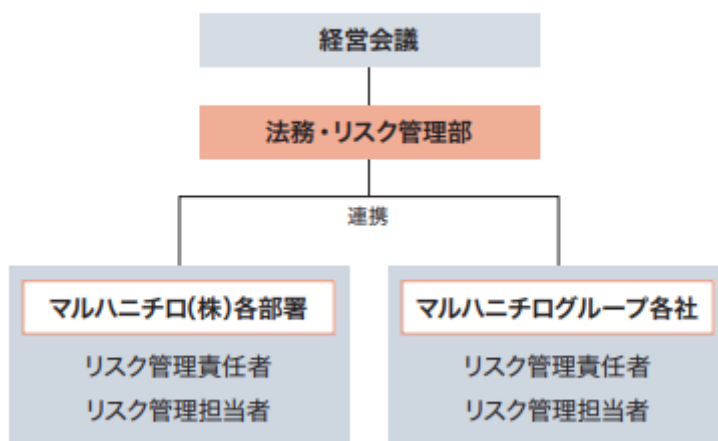 経営会議
法務・リスク管理部
連携
マルハニチロ(株)各部署
リスク管理責任者
リスク管理担当者
マルハニチログループ各社
リスク管理責任者
リスク管理担当者